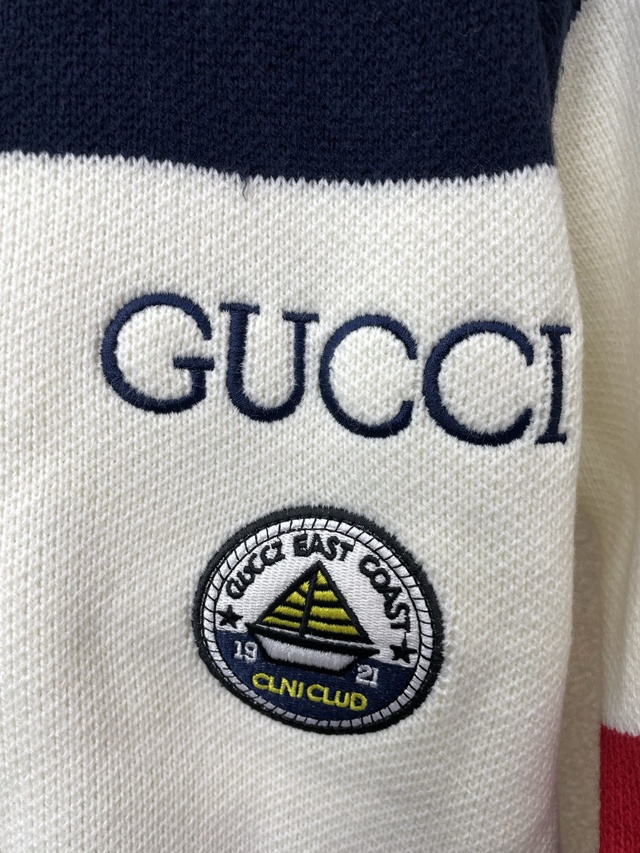 GUCCI
GUCCI EAST COAST
19 21
CLNI CLUD